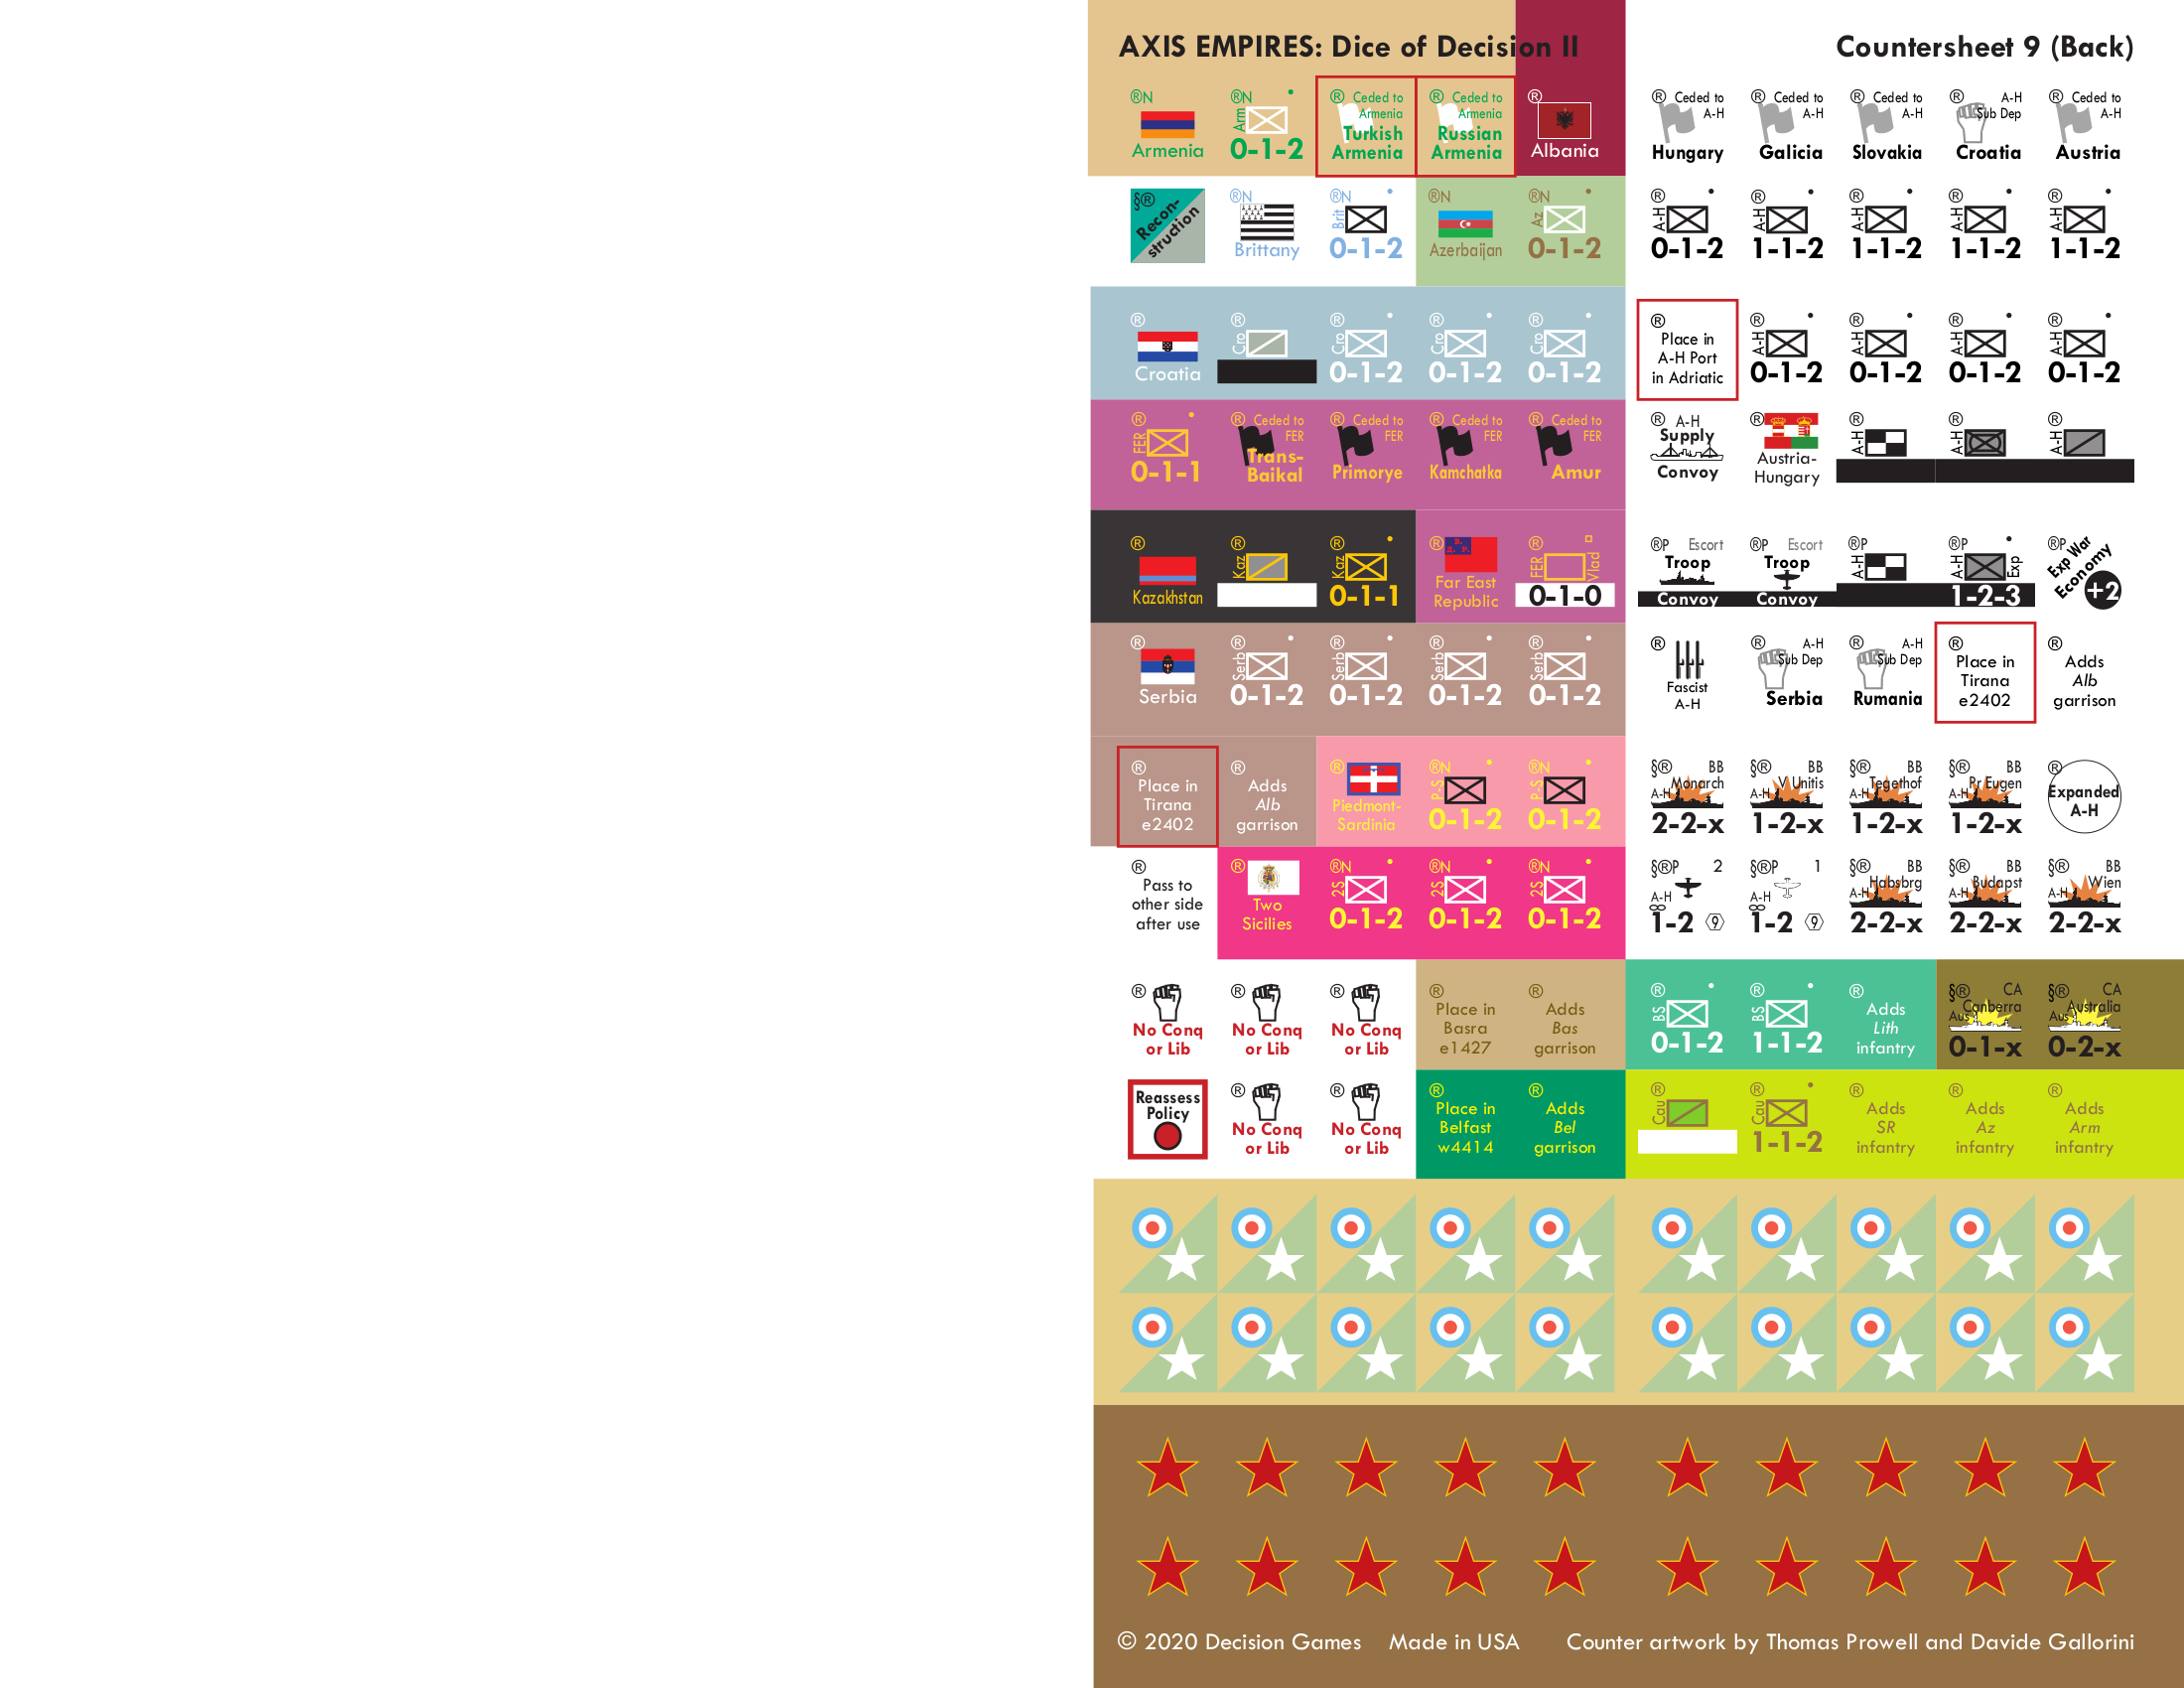 AXIS EMPIRES: Dice of Decision II
Countersheet 9 (Back)
®N
Armenia
®N
Arm
0-1-2
® Ceded to
Armenia
Turkish
Armenia
® Ceded to
Armenia
Russian
Armenia
®
Albania
® Ceded to
A-H
Hungary
® Ceded to
A-H
Galicia
® Ceded to
A-H
Slovakia
® A-H
Sub Dep
Croatia
® Ceded to
A-H
Austria
§®
Recon-
struction
®N
Brittany
®N
Brit
0-1-2
®N
Azerbaijan
®N
Az
0-1-2
®
A-H
0-1-2
®
A-H
1-1-2
®
A-H
1-1-2
®
A-H
1-1-2
®
A-H
1-1-2
®
Croatia
®
Cro
®
Cro
0-1-2
®
Cro
0-1-2
®
Cro
0-1-2
®
Place in
A-H Port
in Adriatic
®
A-H
0-1-2
®
A-H
0-1-2
®
A-H
0-1-2
®
A-H
0-1-2
®
FER
0-1-1
® Ceded to
FER
Trans-
Baikal
® Ceded to
FER
Primorye
® Ceded to
FER
Kamchatka
® Ceded to
FER
Amur
® A-H
Supply
Convoy
®
Austria-
Hungary
®
A-H
®
A-H
®
A-H
®
Kazakhstan
®
Kaz
®
Kaz
0-1-1
®
Far East
Republic
®
FER
Vlad
0-1-0
®P Escort
Troop
Convoy
®P Escort
Troop
Convoy
®P
A-H
®P
A-H
Exp
1-2-3
®P
Exp War
Economy
+2
®
Serbia
®
Serb
0-1-2
®
Serb
0-1-2
®
Serb
0-1-2
®
Serb
0-1-2
®
Fascist
A-H
® A-H
Sub Dep
Serbia
® A-H
Sub Dep
Rumania
®
Place in
Tirana
e2402
®
Adds
Alb
garrison
®
Place in
Tirana
e2402
®
Adds
Alb
garrison
®
Piedmont-
Sardinia
®N
P-S
0-1-2
®N
P-S
0-1-2
§® BB
Monarch
A-H
2-2-x
§® BB
V Unitis
A-H
1-2-x
§® BB
Tegethof
A-H
1-2-x
§® BB
Pr Eugen
A-H
1-2-x
®
Expanded
A-H
®
Pass to
other side
after use
®
Two
Sicilies
®N
2S
0-1-2
®N
2S
0-1-2
®N
2S
0-1-2
§®P 2
A-H
∞
1-2 9
§®P 1
A-H
∞
1-2 9
§® BB
Habsbrg
A-H
2-2-x
§® BB
Budapst
A-H
2-2-x
§® BB
Wien
A-H
2-2-x
®
No Conq
or Lib
®
No Conq
or Lib
®
No Conq
or Lib
®
Place in
Basra
e1427
®
Adds
Bas
garrison
®
BS
0-1-2
®
BS
1-1-2
®
Adds
Lith
infantry
§® CA
Canberra
Aus
0-1-x
§® CA
Australia
Aus
0-2-x
Reassess
Policy
®
No Conq
or Lib
®
No Conq
or Lib
®
Place in
Belfast
w4414
®
Adds
Bel
garrison
®
Cau
®
Cau
1-1-2
®
Adds
SR
infantry
®
Adds
Az
infantry
®
Adds
Arm
infantry
© 2020 Decision Games Made in USA Counter artwork by Thomas Prowell and Davide Gallorini